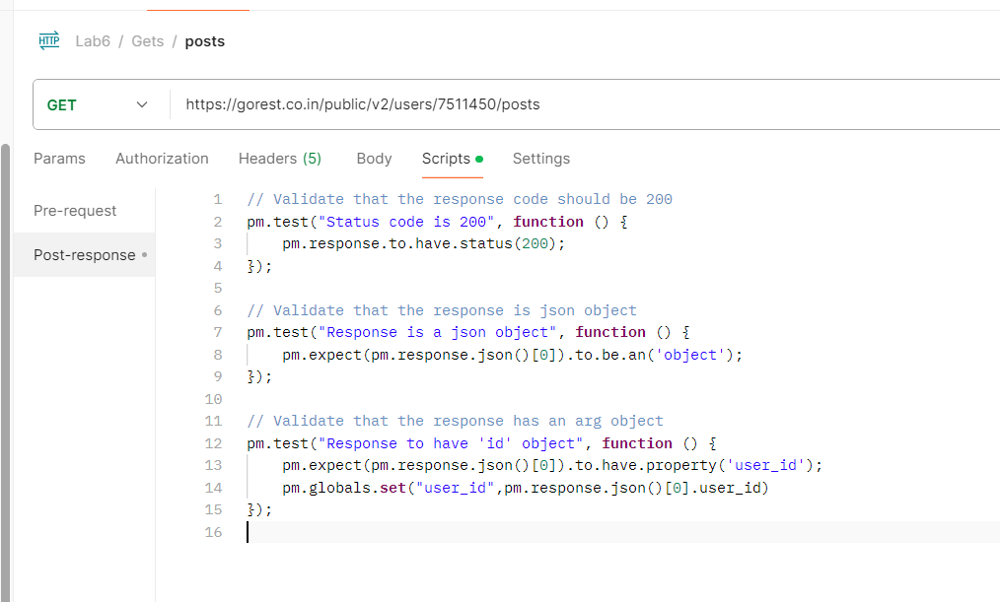 HTTP Lab6 / Gets / posts
GET https://gorest.co.in/public/v2/users/7511450/posts
Params Authorization Headers (5) Body Scripts Settings
Pre-request
Post-response
1 // Validate that the response code should be 200
2 pm.test("Status code is 200", function () {
3 pm.response.to.have.status(200);
4 });
5
6 // Validate that the response is json object
7 pm.test("Response is a json object", function () {
8 pm.expect(pm.response.json()[0]).to.be.an('object');
9 });
10
11 // Validate that the response has an arg object
12 pm.test("Response to have 'id' object", function () {
13 pm.expect(pm.response.json()[0]).to.have.property('user_id');
14 pm.globals.set("user_id",pm.response.json()[0].user_id)
15 });
16